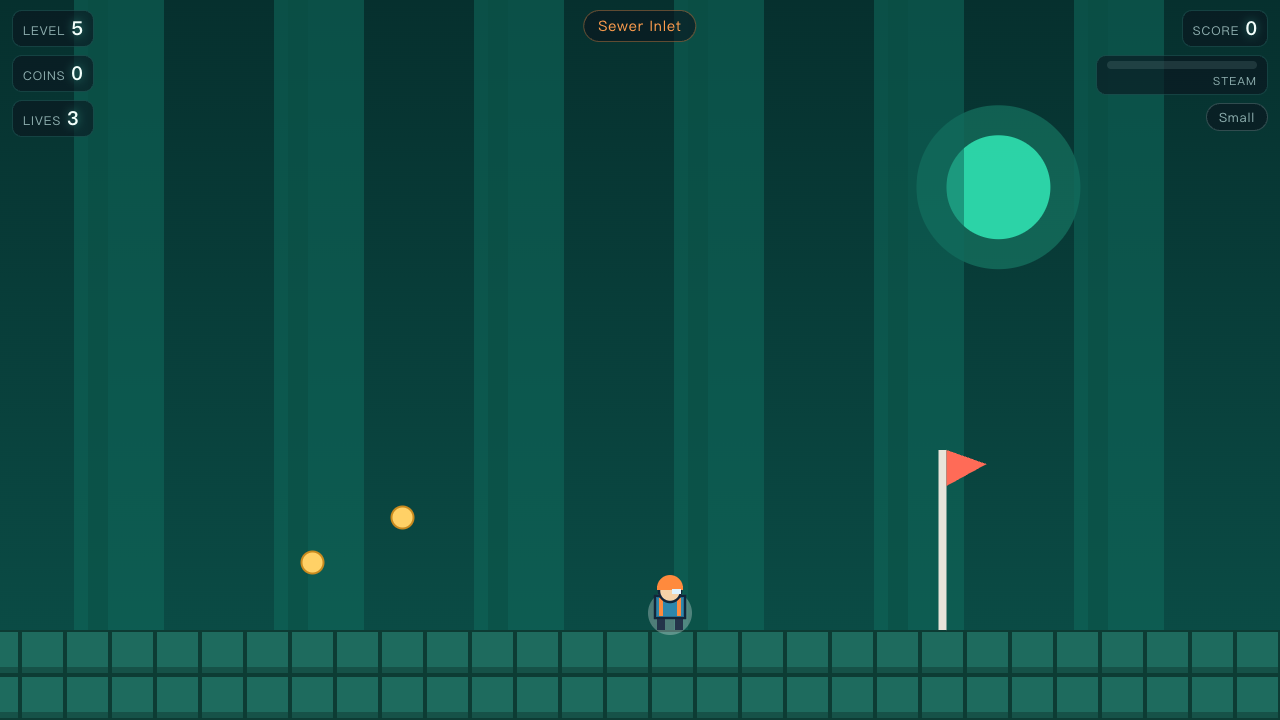 LEVEL 5
COINS 0
LIVES 3
Sewer Inlet
SCORE 0
STEAM
Small